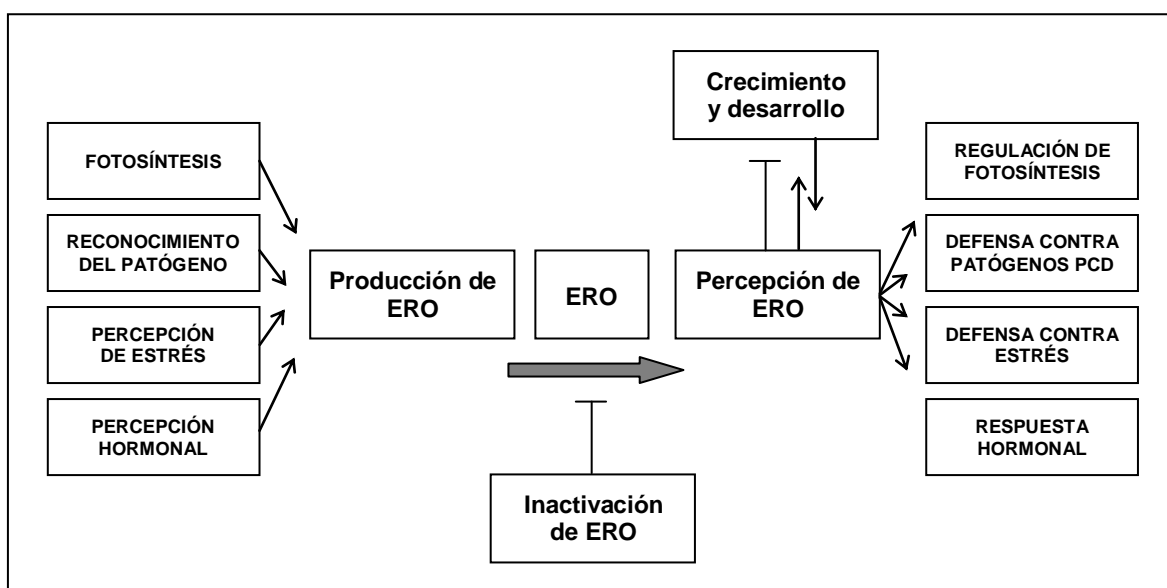 FOTOSÍNTESIS
RECONOCIMIENTO
DEL PATÓGENO
PERCEPCIÓN
DE ESTRÉS
PERCEPCIÓN
HORMONAL
Producción de
ERO
ERO
Inactivación
de ERO
Crecimiento
y desarrollo
Percepción de
ERO
REGULACIÓN DE
FOTOSÍNTESIS
DEFENSA CONTRA
PATÓGENOS PCD
DEFENSA CONTRA
ESTRÉS
RESPUESTA
HORMONAL